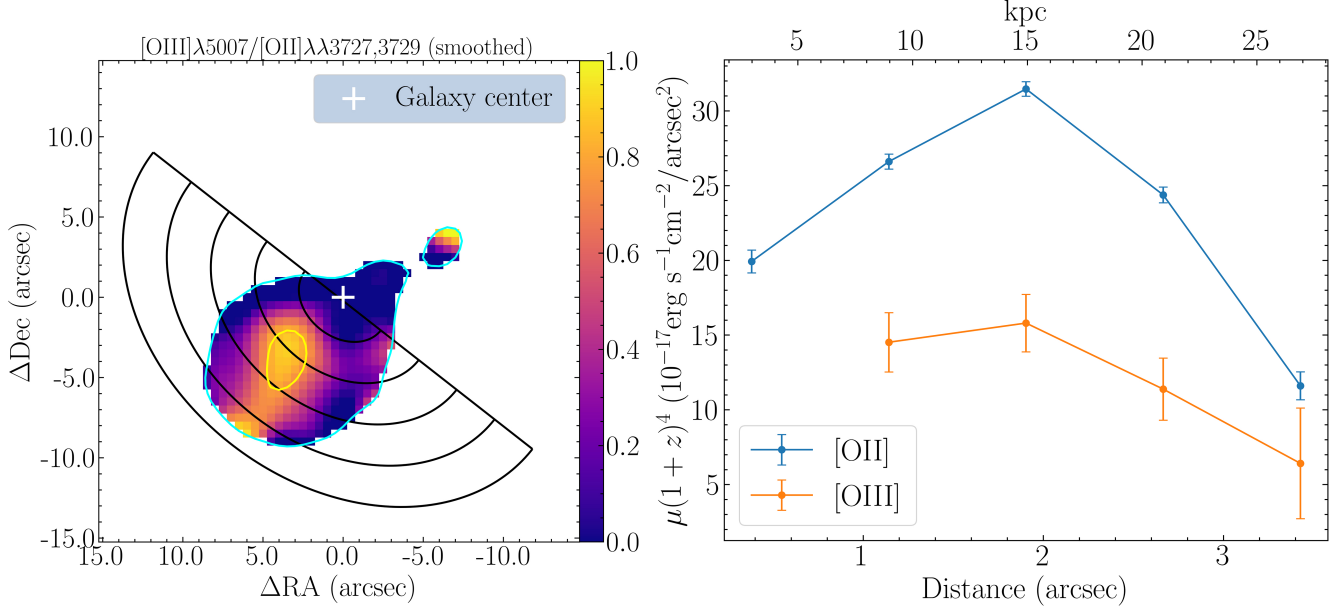 [OIII]λ5007/[OII]λλ3727,3729 (smoothed)
Galaxy center
10.0
5.0
0.0
-5.0
-10.0
-15.0
ΔDec (arcsec)
15.0 10.0 5.0 0.0 -5.0 -10.0
ΔRA (arcsec)
1.0
0.8
0.6
0.4
0.2
0.0
kpc
5 10 15 20 25
30
25
20
15
10
5
μ(1 + z)⁴ (10⁻¹⁷erg s⁻¹cm⁻²/arcsec²)
[OII]
[OIII]
1 2 3
Distance (arcsec)